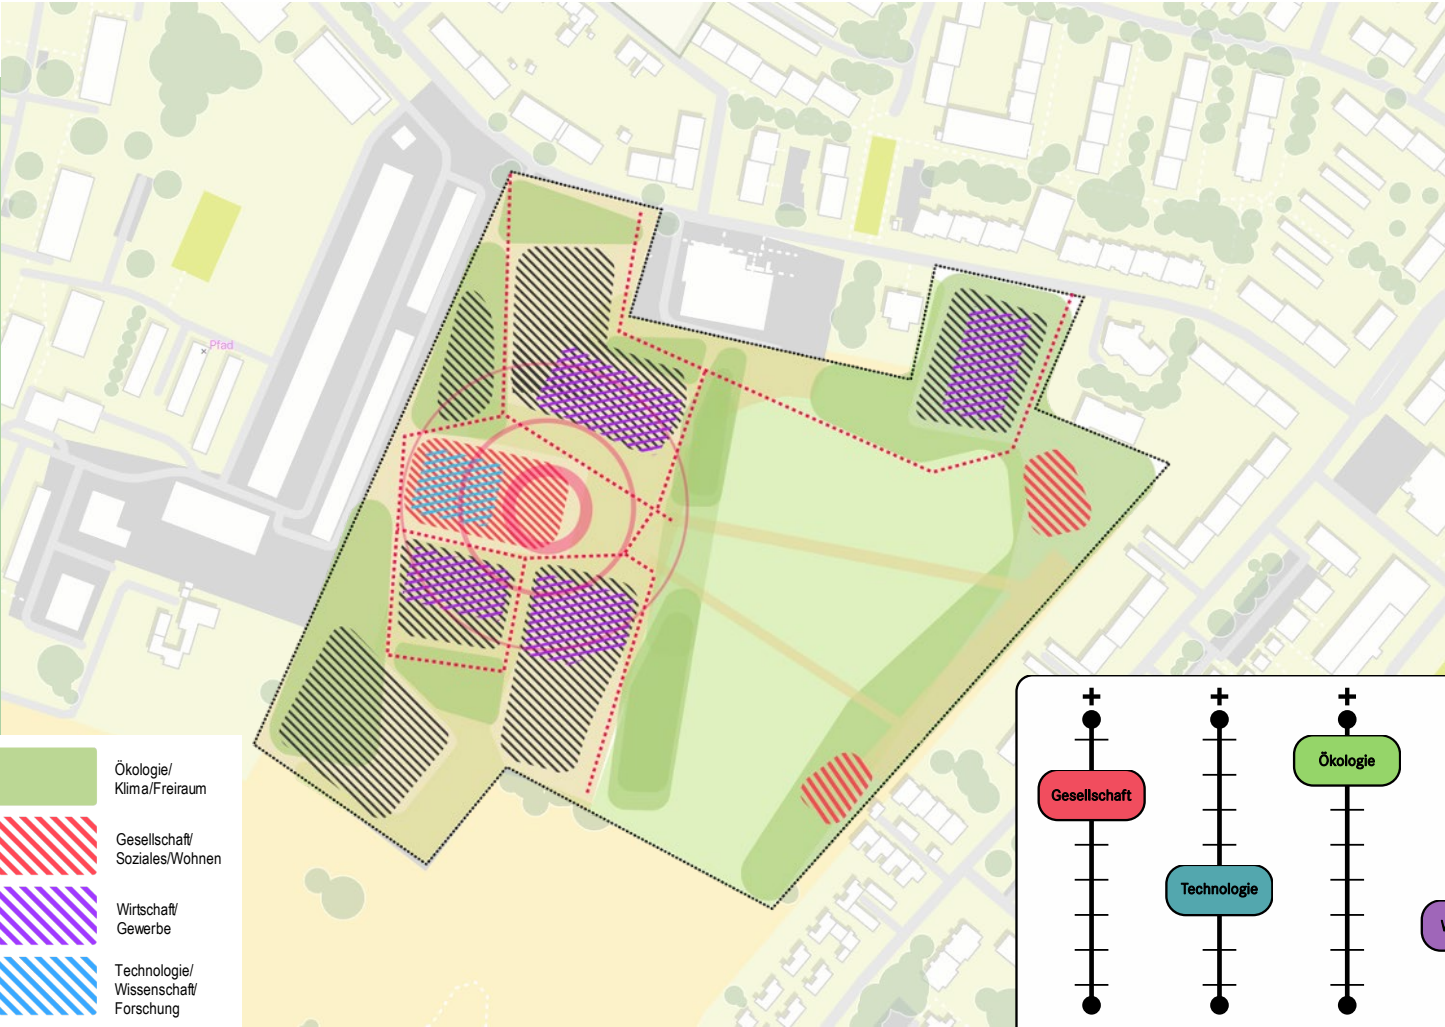 Pfad
Ökologie/
Klima/Freiraum
Gesellschaft/
Soziales/Wohnen
Wirtschaft/
Gewerbe
Technologie/
Wissenschaft/
Forschung
+ + +
Ökologie
Gesellschaft
Technologie